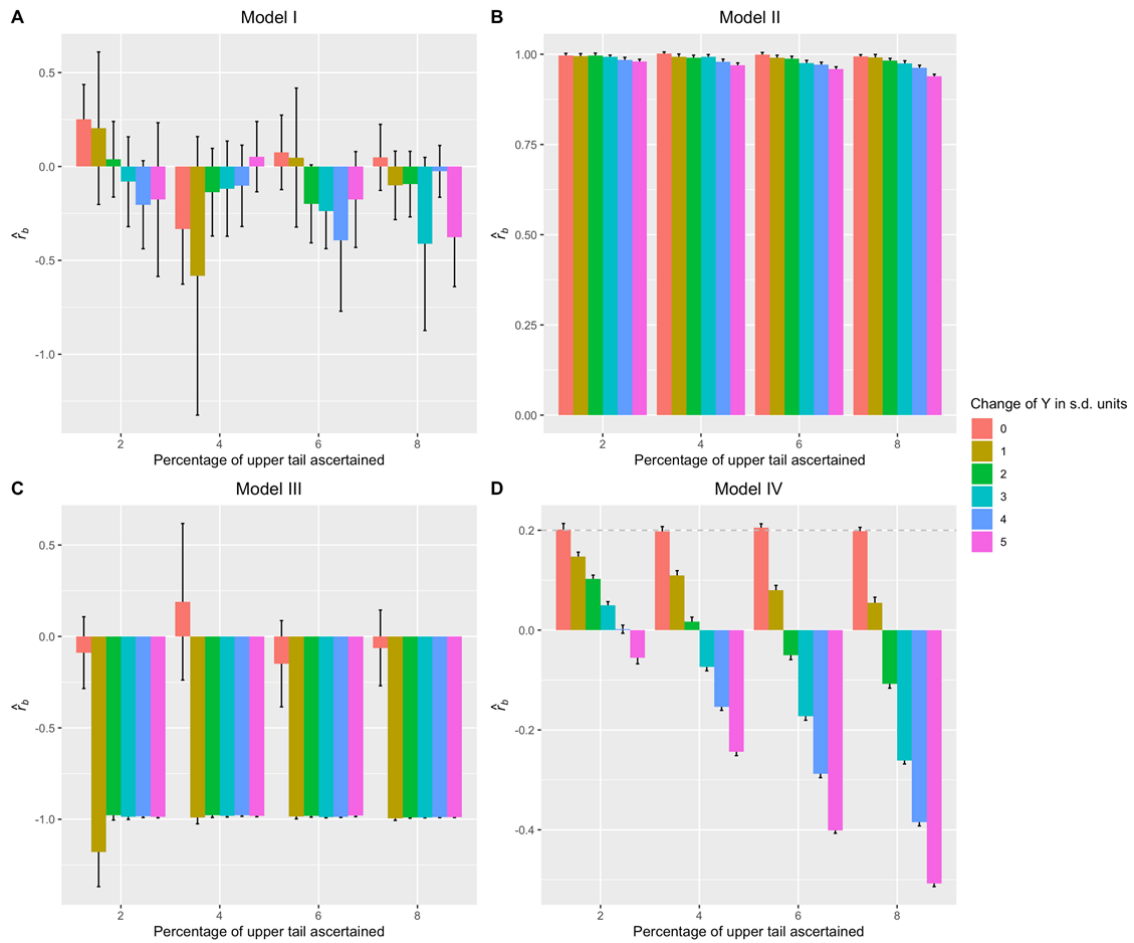 A
Model I
0.5
0.0
-0.5
-1.0
r̂b
2
4
6
8
Percentage of upper tail ascertained
B
Model II
1.00
0.75
0.50
0.25
0.00
r̂b
2
4
6
8
Percentage of upper tail ascertained
C
Model III
0.5
0.0
-0.5
-1.0
r̂b
2
4
6
8
Percentage of upper tail ascertained
D
Model IV
0.2
0.0
-0.2
-0.4
r̂b
2
4
6
8
Percentage of upper tail ascertained
Change of Y in s.d. units
0
1
2
3
4
5